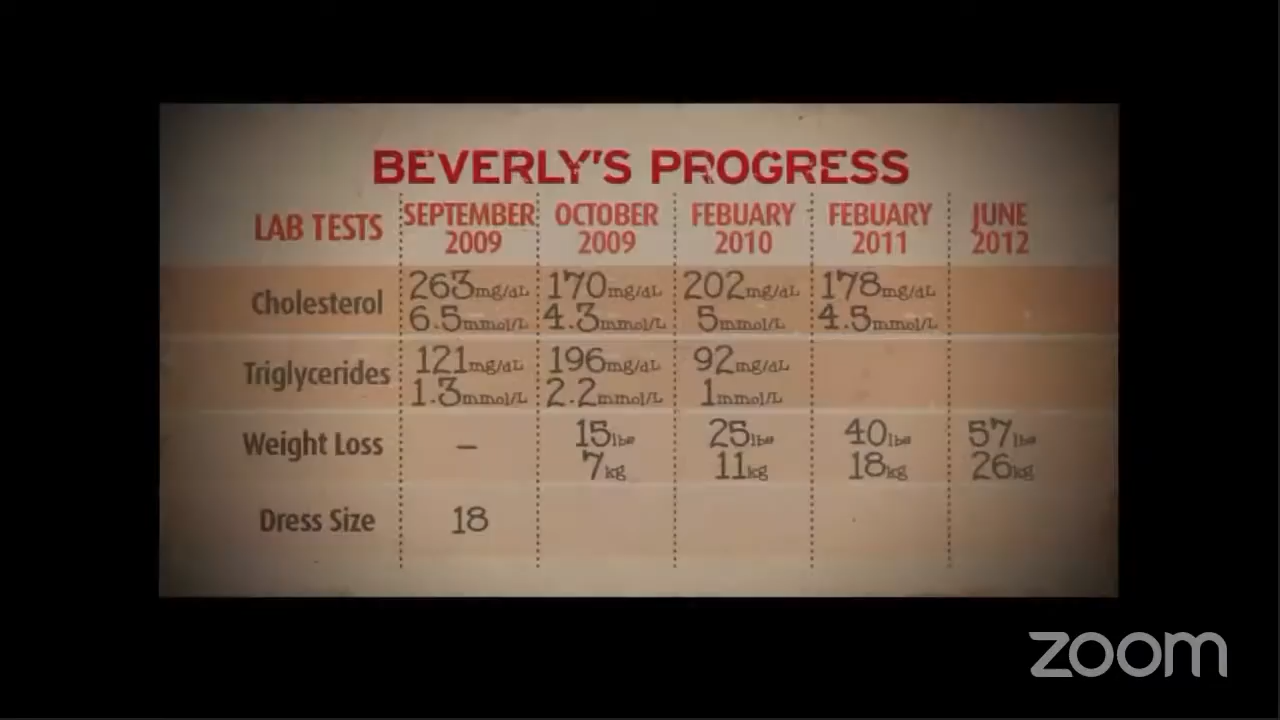 BEVERLY'S PROGRESS
LAB TESTS SEPTEMBER 2009 OCTOBER 2009 FEBUARY 2010 FEBUARY 2011 JUNE 2012
Cholesterol 263mg/dL 6.5mmol/L 170mg/dL 4.3mmol/L 202mg/dL 5mmol/L 178mg/dL 4.5mmol/L
Triglycerides 121mg/dL 1.3mmol/L 196mg/dL 2.2mmol/L 92mg/dL 1mmol/L
Weight Loss – 15lbs 7kg 25lbs 11kg 40lbs 18kg 57lbs 26kg
Dress Size 18
zoom